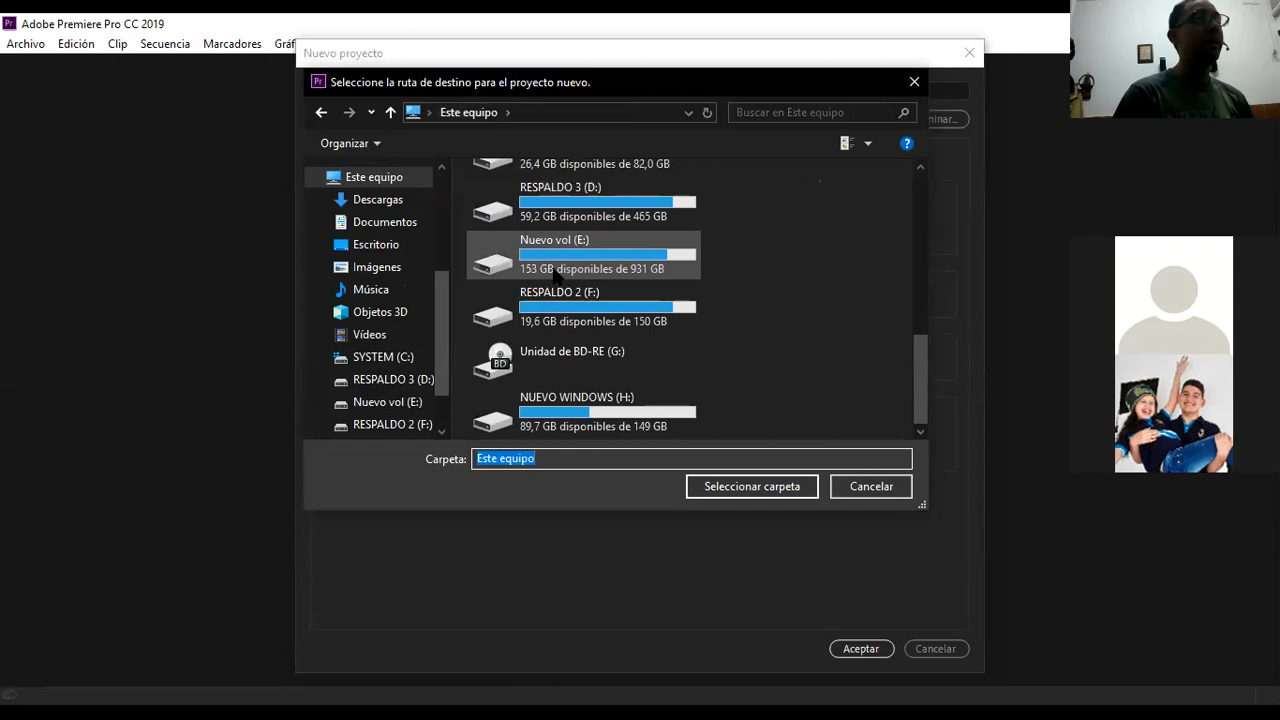 Pr Adobe Premiere Pro CC 2019
Archivo Edición Clip Secuencia Marcadores Gráf
Nuevo proyecto
Pr Seleccione la ruta de destino para el proyecto nuevo.
Este equipo
Buscar en Este equipo
minar...
Organizar
Este equipo
Descargas
Documentos
Escritorio
Imágenes
Música
Objetos 3D
Vídeos
SYSTEM (C:)
RESPALDO 3 (D:)
Nuevo vol (E:)
RESPALDO 2 (F:)
26,4 GB disponibles de 82,0 GB
RESPALDO 3 (D:)
59,2 GB disponibles de 465 GB
Nuevo vol (E:)
153 GB disponibles de 931 GB
RESPALDO 2 (F:)
19,6 GB disponibles de 150 GB
Unidad de BD-RE (G:)
BD
NUEVO WINDOWS (H:)
89,7 GB disponibles de 149 GB
Carpeta: Este equipo
Seleccionar carpeta Cancelar
Aceptar Cancelar